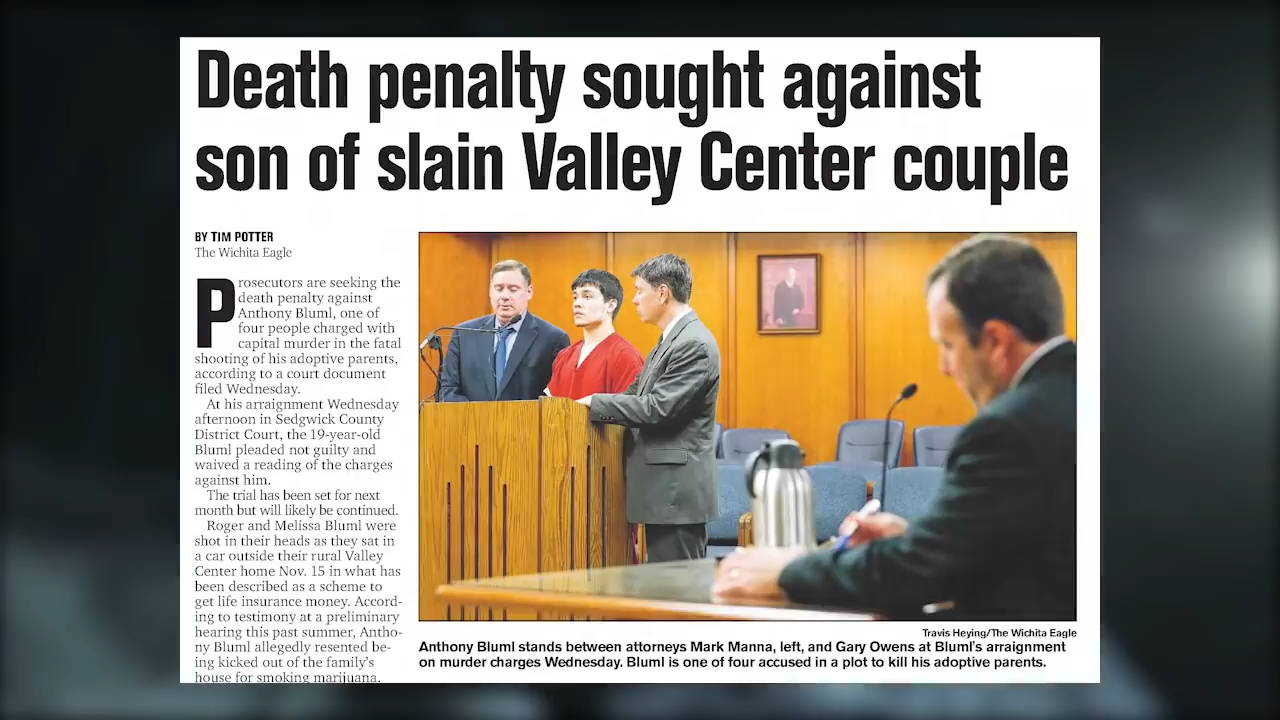 Death penalty sought against
son of slain Valley Center couple
BY TIM POTTER
The Wichita Eagle
Prosecutors are seeking the
death penalty against
Anthony Bluml, one of
four people charged with
capital murder in the fatal
shooting of his adoptive parents,
according to a court document
filed Wednesday.
At his arraignment Wednesday
afternoon in Sedgwick County
District Court, the 19-year-old
Bluml pleaded not guilty and
waived a reading of the charges
against him.
The trial has been set for next
month but will likely be continued.
Roger and Melissa Bluml were
shot in their heads as they sat in
a car outside their rural Valley
Center home Nov. 15 in what has
been described as a scheme to
get life insurance money. Accord-
ing to testimony at a preliminary
hearing this past summer, Antho-
ny Bluml allegedly resented be-
ing kicked out of the family's
house for smoking marijuana.
Travis Heying/The Wichita Eagle
Anthony Bluml stands between attorneys Mark Manna, left, and Gary Owens at Bluml's arraignment
on murder charges Wednesday. Bluml is one of four accused in a plot to kill his adoptive parents.